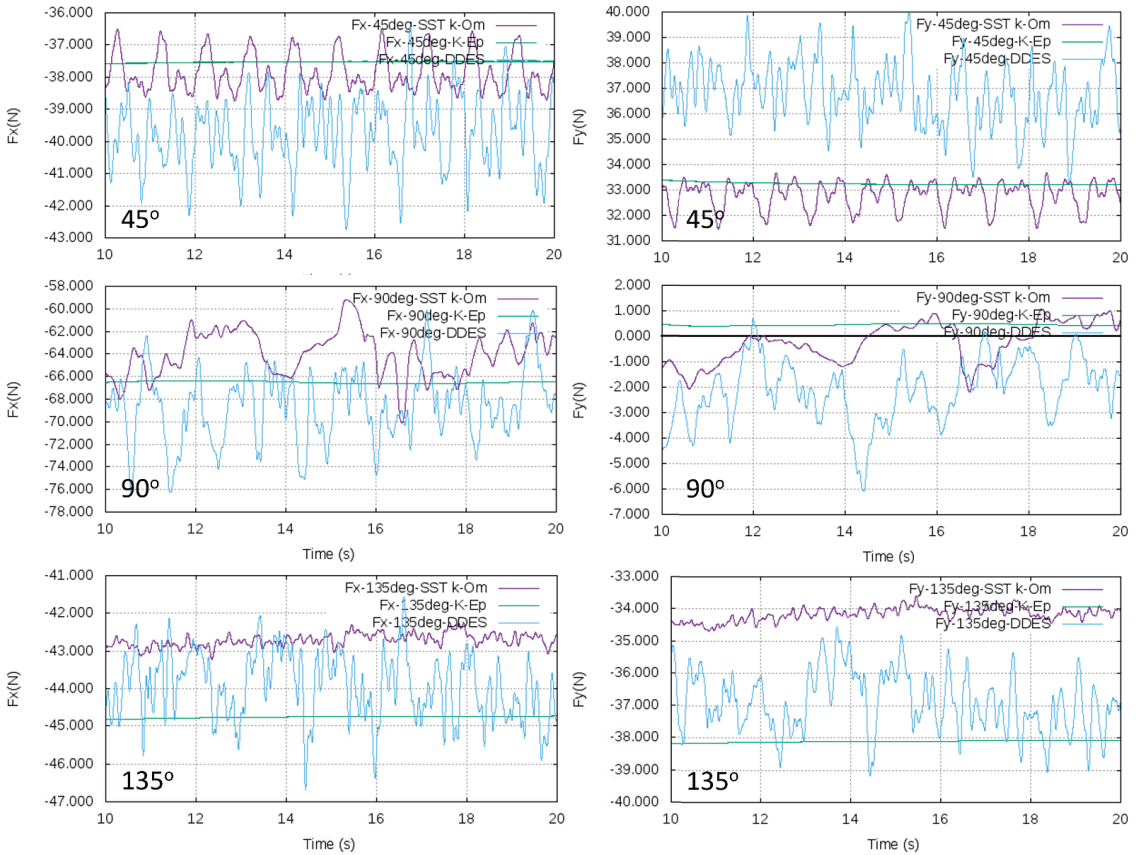 -36.000
-37.000
-38.000
-39.000
-40.000
-41.000
-42.000
-43.000
Fx(N)
Fx-45deg-SST k-Om
Fx-45deg-K-Ep
Fx-45deg-DDES
45º
10 12 14 16 18 20
40.000
39.000
38.000
37.000
36.000
35.000
34.000
33.000
32.000
31.000
Fy(N)
Fy-45deg-SST k-Om
Fy-45deg-K-Ep
Fy-45deg-DDES
45º
10 12 14 16 18 20
-58.000
-60.000
-62.000
-64.000
-66.000
-68.000
-70.000
-72.000
-74.000
-76.000
-78.000
Fx(N)
Fx-90deg-SST k-Om
Fx-90deg-K-Ep
Fx-90deg-DDES
90º
10 12 14 16 18 20
Time (s)
2.000
1.000
0.000
-1.000
-2.000
-3.000
-4.000
-5.000
-6.000
-7.000
Fy(N)
Fy-90deg-SST k-Om
Fy-90deg-K-Ep
Fy-90deg-DDES
90º
10 12 14 16 18 20
Time (s)
-41.000
-42.000
-43.000
-44.000
-45.000
-46.000
-47.000
Fx(N)
Fx-135deg-SST k-Om
Fx-135deg-K-Ep
Fx-135deg-DDES
135º
10 12 14 16 18 20
Time (s)
-33.000
-34.000
-35.000
-36.000
-37.000
-38.000
-39.000
-40.000
Fy(N)
Fy-135deg-SST k-Om
Fy-135deg-K-Ep
Fy-135deg-DDES
135º
10 12 14 16 18 20
Time (s)